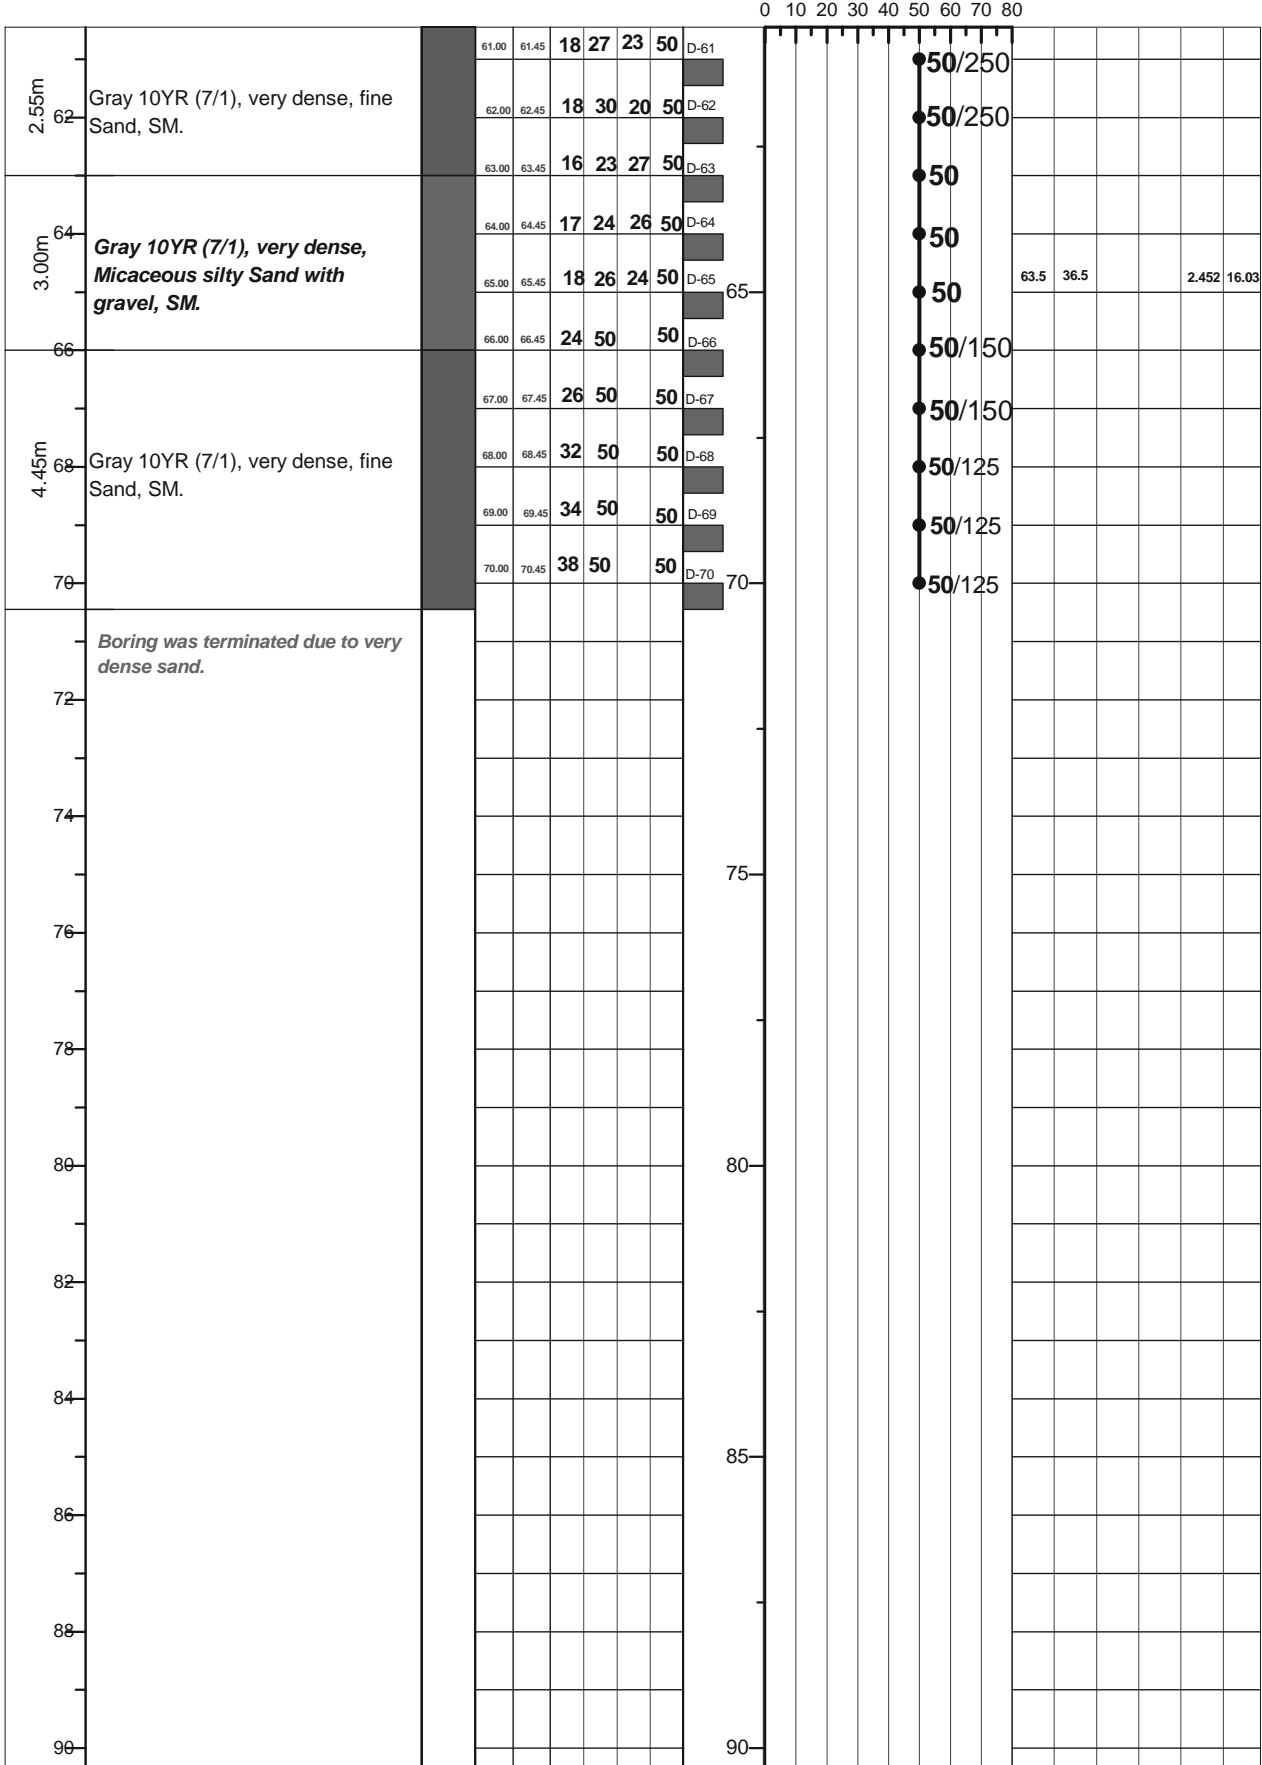 0 10 20 30 40 50 60 70 80
61.00 61.45 18 27 23 50 D-61
50/250
2.55m
Gray 10YR (7/1), very dense, fine
Sand, SM.
62
62.00 62.45 18 30 20 50 D-62
50/250
63.00 63.45 16 23 27 50 D-63
50
3.00m
64
Gray 10YR (7/1), very dense,
Micaceous silty Sand with
gravel, SM.
64.00 64.45 17 24 26 50 D-64
50
65.00 65.45 18 26 24 50 D-65
65
50
63.5 36.5 2.452 16.03
66
66.00 66.45 24 50 50 D-66
50/150
67.00 67.45 26 50 50 D-67
50/150
4.45m
68
Gray 10YR (7/1), very dense, fine
Sand, SM.
68.00 68.45 32 50 50 D-68
50/125
69.00 69.45 34 50 50 D-69
50/125
70
70.00 70.45 38 50 50 D-70
70
50/125
Boring was terminated due to very
dense sand.
72
74
75
76
78
80
80
82
84
85
86
88
90
90